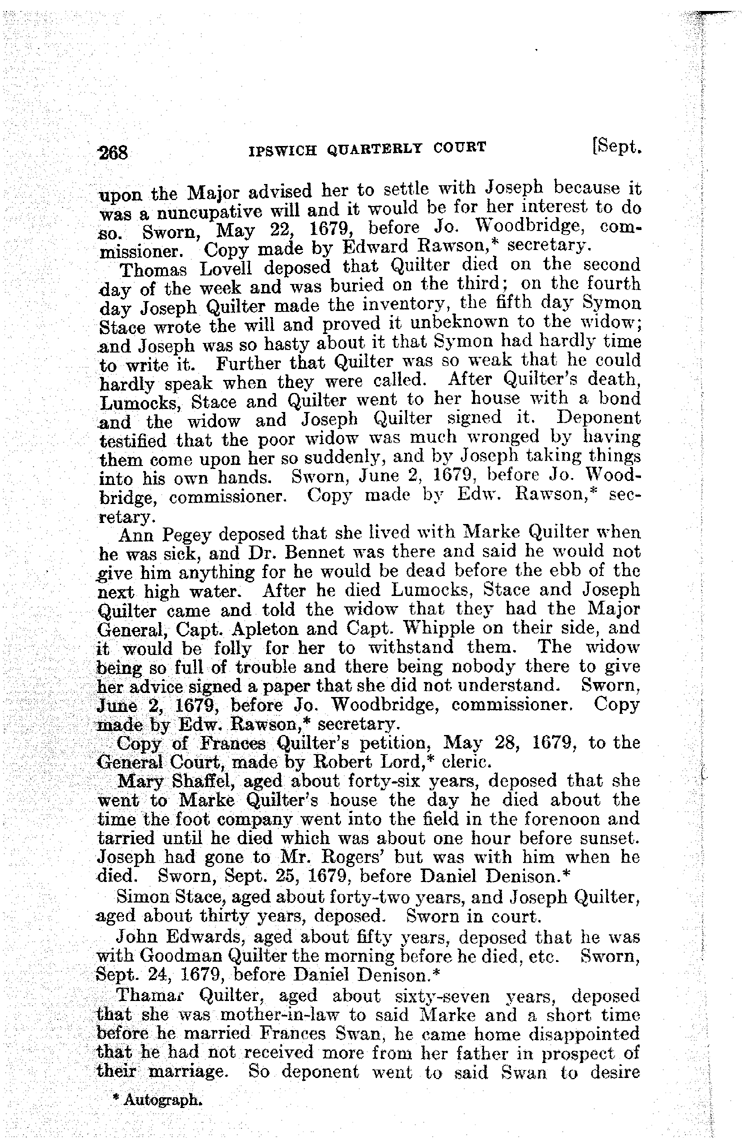 268 IPSWICH QUARTERLY COURT [Sept.
upon the Major advised her to settle with Joseph because it
was a nuncupative will and it would be for her interest to do
so. Sworn, May 22, 1679, before Jo. Woodbridge, com-
missioner. Copy made by Edward Rawson,* secretary.
Thomas Lovell deposed that Quilter died on the second
day of the week and was buried on the third; on the fourth
day Joseph Quilter made the inventory, the fifth day Symon
Stace wrote the will and proved it unbeknown to the widow;
and Joseph was so hasty about it that Symon had hardly time
to write it. Further that Quilter was so weak that he could
hardly speak when they were called. After Quilter's death,
Lumocks, Stace and Quilter went to her house with a bond
and the widow and Joseph Quilter signed it. Deponent
testified that the poor widow was much wronged by having
them come upon her so suddenly, and by Joseph taking things
into his own hands. Sworn, June 2, 1679, before Jo. Wood-
bridge, commissioner. Copy made by Edw. Rawson,* sec-
retary.
Ann Pegey deposed that she lived with Marke Quilter when
he was sick, and Dr. Bennet was there and said he would not
give him anything for he would be dead before the ebb of the
next high water. After he died Lumocks, Stace and Joseph
Quilter came and told the widow that they had the Major
General, Capt. Apleton and Capt. Whipple on their side, and
it would be folly for her to withstand them. The widow
being so full of trouble and there being nobody there to give
her advice signed a paper that she did not understand. Sworn,
June 2, 1679, before Jo. Woodbridge, commissioner. Copy
made by Edw. Rawson,* secretary.
Copy of Frances Quilter's petition, May 28, 1679, to the
General Court, made by Robert Lord,* cleric.
Mary Shaffel, aged about forty-six years, deposed that she
went to Marke Quilter's house the day he died about the
time the foot company went into the field in the forenoon and
tarried until he died which was about one hour before sunset.
Joseph had gone to Mr. Rogers' but was with him when he
died. Sworn, Sept. 25, 1679, before Daniel Denison.*
Simon Stace, aged about forty-two years, and Joseph Quilter,
aged about thirty years, deposed. Sworn in court.
John Edwards, aged about fifty years, deposed that he was
with Goodman Quilter the morning before he died, etc. Sworn,
Sept. 24, 1679, before Daniel Denison.*
Thamar Quilter, aged about sixty-seven years, deposed
that she was mother-in-law to said Marke and a short time
before he married Frances Swan, he came home disappointed
that he had not received more from her father in prospect of
their marriage. So deponent went to said Swan to desire
* Autograph.